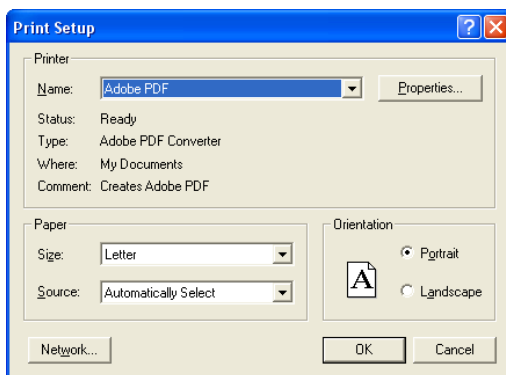 Print Setup
Printer
Name: Adobe PDF Properties...
Status: Ready
Type: Adobe PDF Converter
Where: My Documents
Comment: Creates Adobe PDF
Paper
Size: Letter
Source: Automatically Select
Orientation
A
Portrait
Landscape
Network... OK Cancel